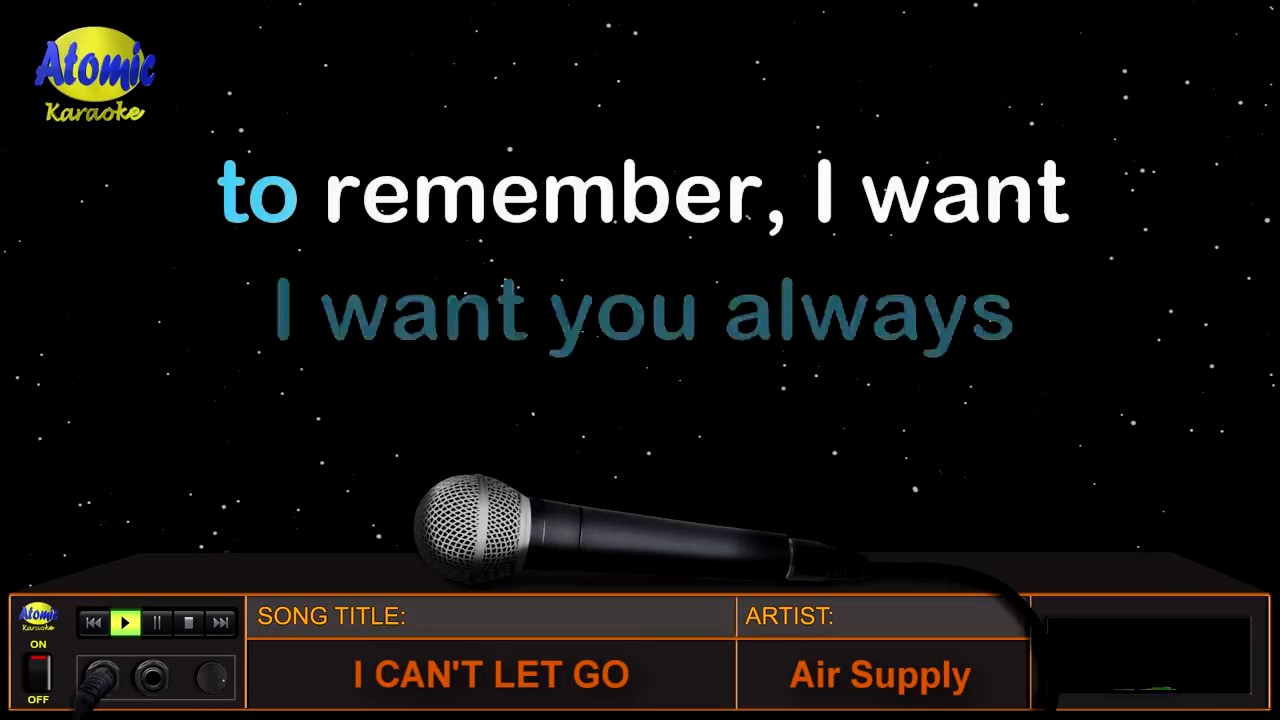 Atomic
Karaoke
to remember, I want
I want you always
Atomic
Karaoke
ON
OFF
SONG TITLE:
ARTIST:
I CAN'T LET GO
Air Supply